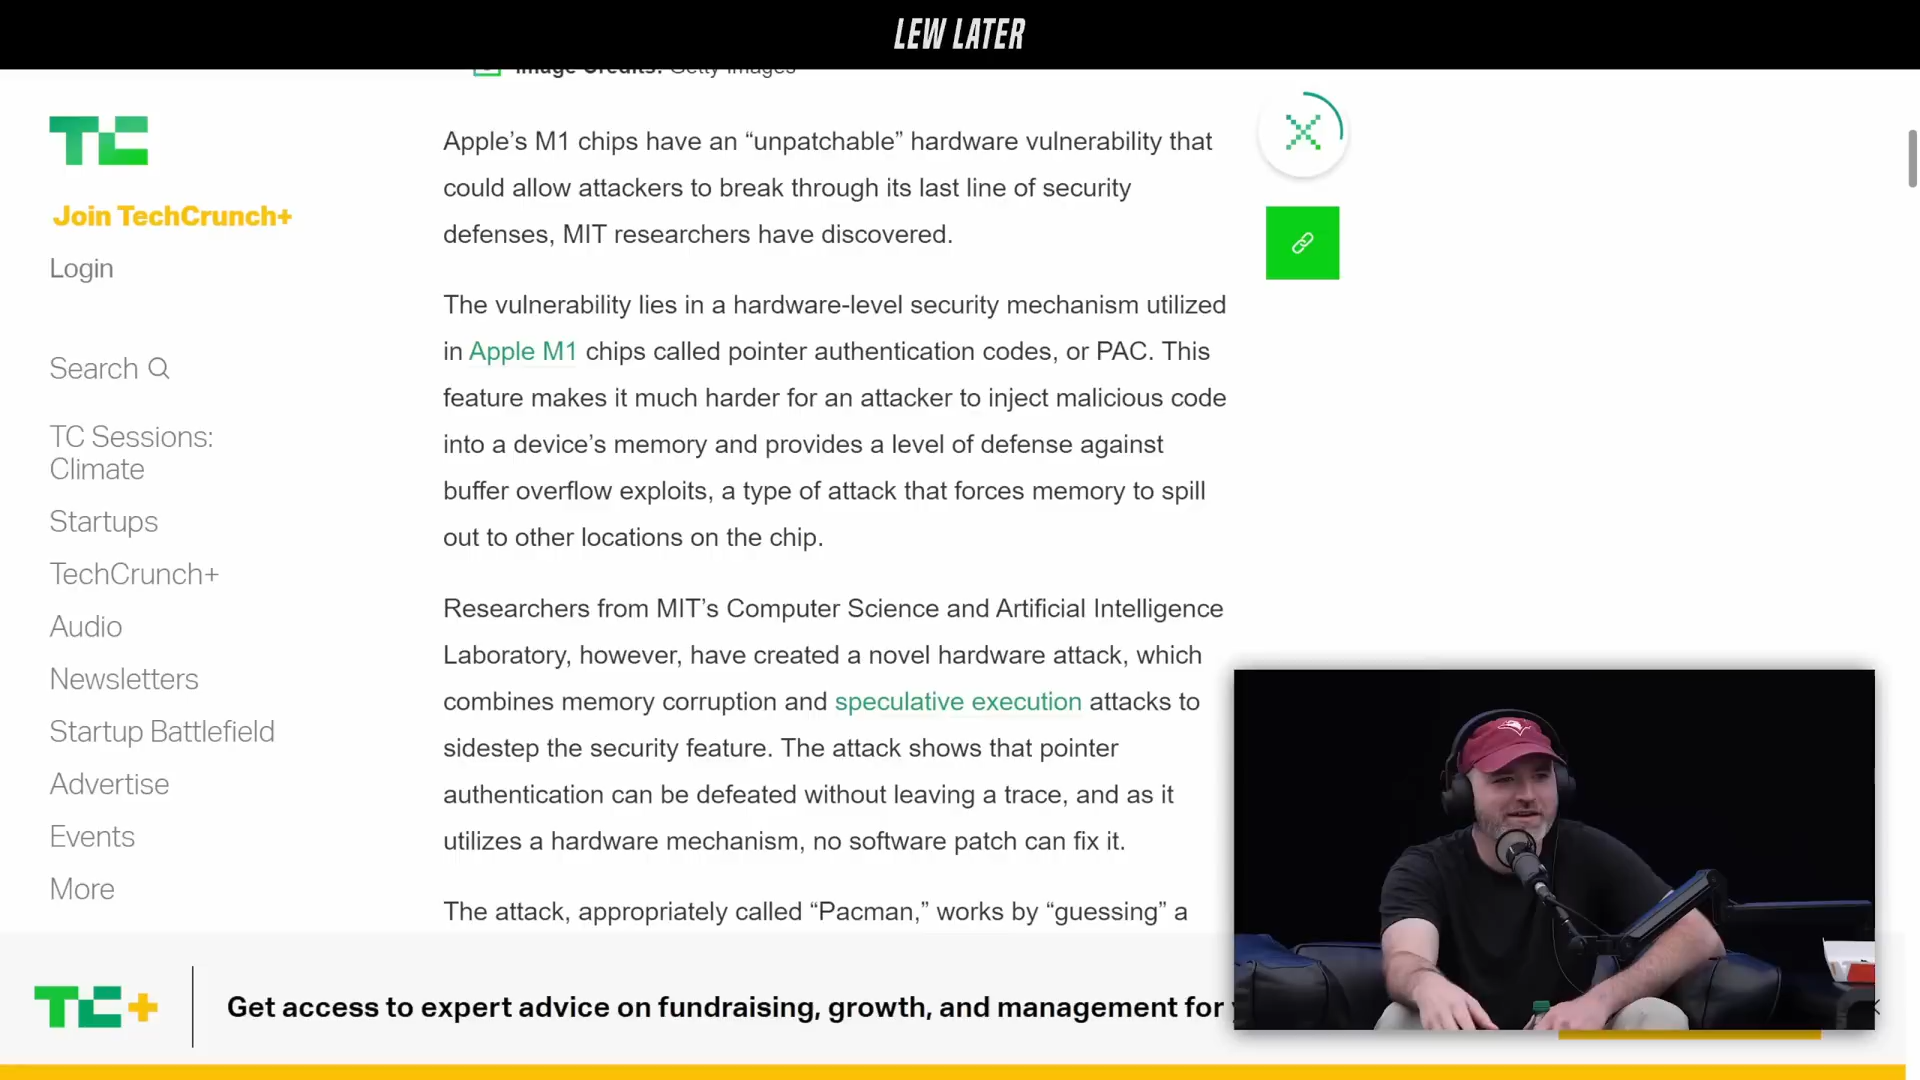 LEW LATER
Image Credits: Getty Images
TC
Join TechCrunch+
Login
Search
TC Sessions:
Climate
Startups
TechCrunch+
Audio
Newsletters
Startup Battlefield
Advertise
Events
More
Apple’s M1 chips have an “unpatchable” hardware vulnerability that
could allow attackers to break through its last line of security
defenses, MIT researchers have discovered.
The vulnerability lies in a hardware-level security mechanism utilized
in Apple M1 chips called pointer authentication codes, or PAC. This
feature makes it much harder for an attacker to inject malicious code
into a device’s memory and provides a level of defense against
buffer overflow exploits, a type of attack that forces memory to spill
out to other locations on the chip.
Researchers from MIT’s Computer Science and Artificial Intelligence
Laboratory, however, have created a novel hardware attack, which
combines memory corruption and speculative execution attacks to
sidestep the security feature. The attack shows that pointer
authentication can be defeated without leaving a trace, and as it
utilizes a hardware mechanism, no software patch can fix it.
The attack, appropriately called “Pacman,” works by “guessing” a
TC+
Get access to expert advice on fundraising, growth, and management for